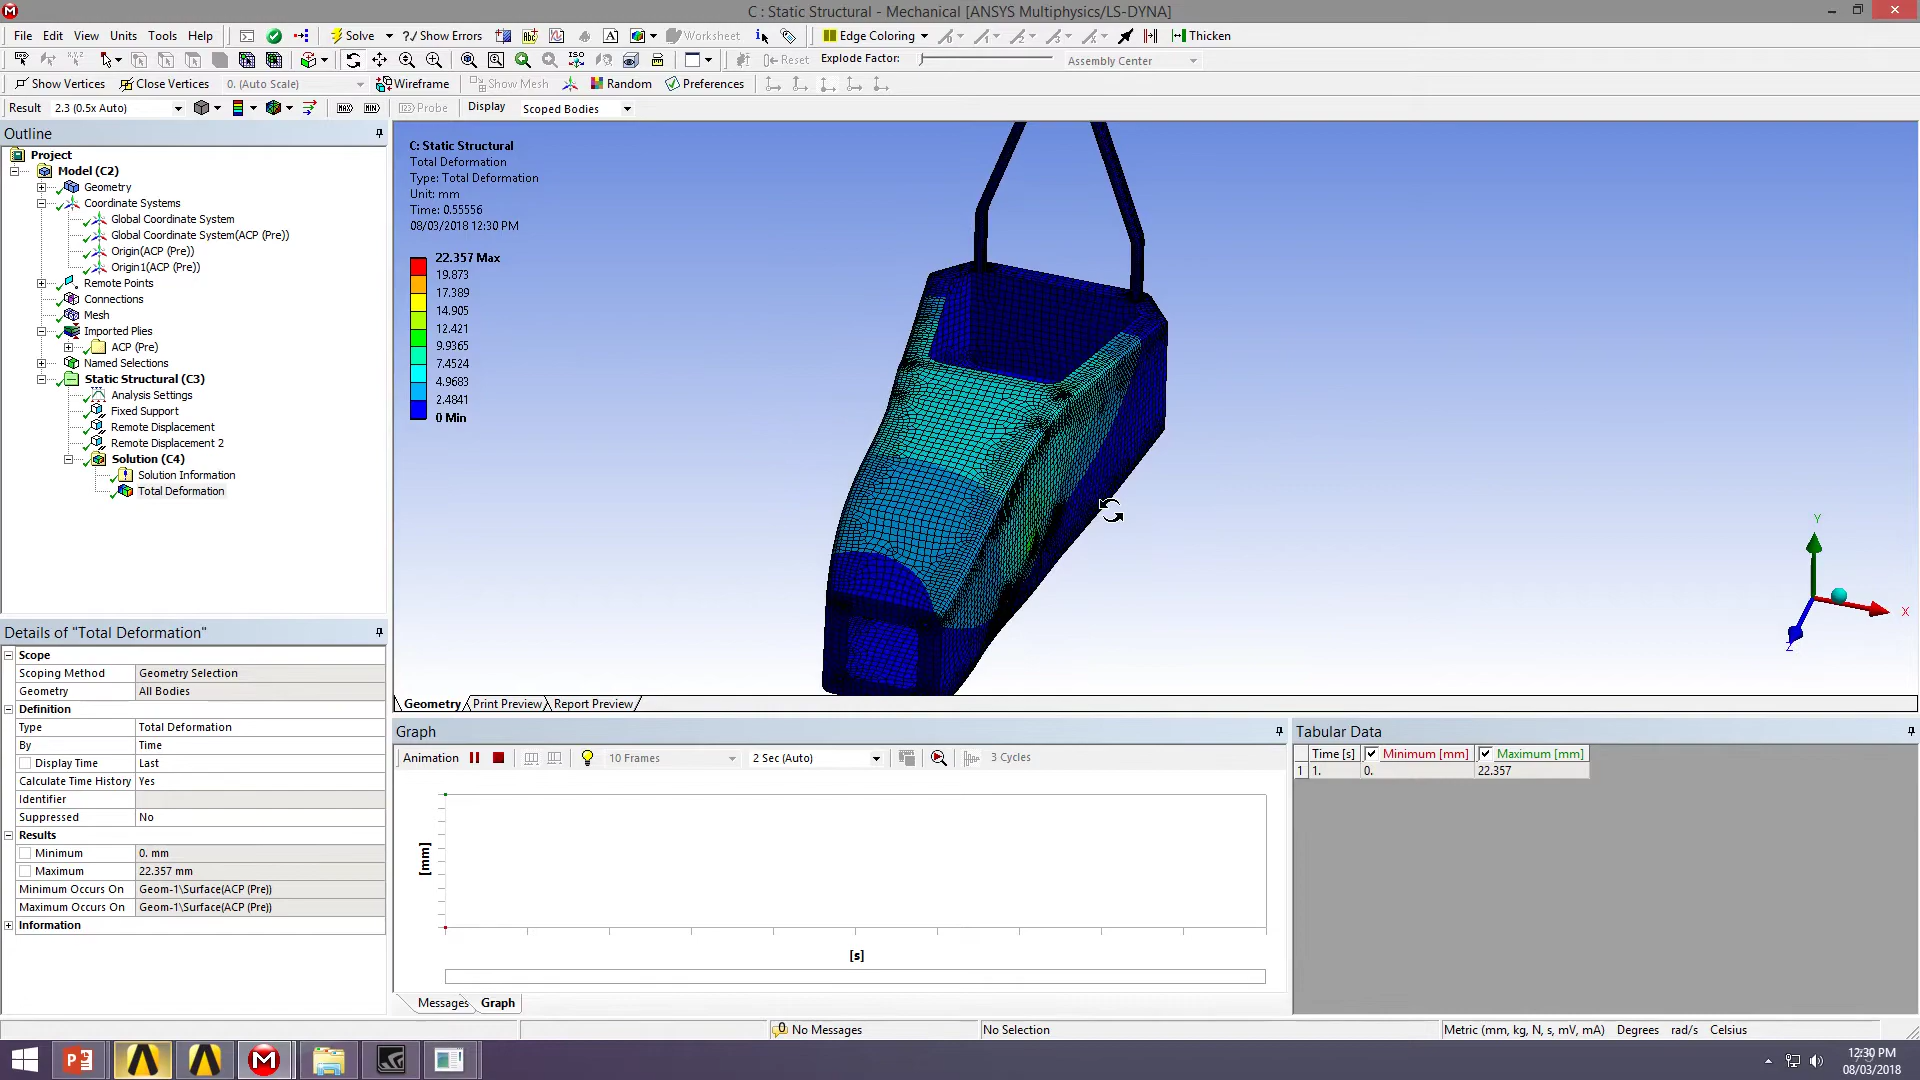 C : Static Structural - Mechanical [ANSYS Multiphysics/LS-DYNA]
File Edit View Units Tools Help Solve ?/ Show Errors Worksheet Edge Coloring Thicken
Reset Explode Factor: Assembly Center
Show Vertices Close Vertices 0. (Auto Scale) Wireframe Show Mesh Random Preferences
Result 2.3 (0.5x Auto) MAX MIN Probe Display Scoped Bodies
Outline
Project
Model (C2)
Geometry
Coordinate Systems
Global Coordinate System
Global Coordinate System(ACP (Pre))
Origin(ACP (Pre))
Origin1(ACP (Pre))
Remote Points
Connections
Mesh
Imported Plies
ACP (Pre)
Named Selections
Static Structural (C3)
Analysis Settings
Fixed Support
Remote Displacement
Remote Displacement 2
Solution (C4)
Solution Information
Total Deformation
Details of "Total Deformation"
Scope
Scoping Method Geometry Selection
Geometry All Bodies
Definition
Type Total Deformation
By Time
Display Time Last
Calculate Time History Yes
Identifier
Suppressed No
Results
Minimum 0. mm
Maximum 22.357 mm
Minimum Occurs On Geom-1\Surface(ACP (Pre))
Maximum Occurs On Geom-1\Surface(ACP (Pre))
Information
C: Static Structural
Total Deformation
Type: Total Deformation
Unit: mm
Time: 0.55556
08/03/2018 12:30 PM
22.357 Max
19.873
17.389
14.905
12.421
9.9365
7.4524
4.9683
2.4841
0 Min
Y
X
Z
Geometry Print Preview Report Preview
Graph
Animation 10 Frames 2 Sec (Auto) 3 Cycles
[mm]
[s]
Messages Graph
Tabular Data
Time [s] Minimum [mm] Maximum [mm]
1 1. 0. 22.357
0 No Messages No Selection Metric (mm, kg, N, s, mV, mA) Degrees rad/s Celsius
12:30 PM
08/03/2018